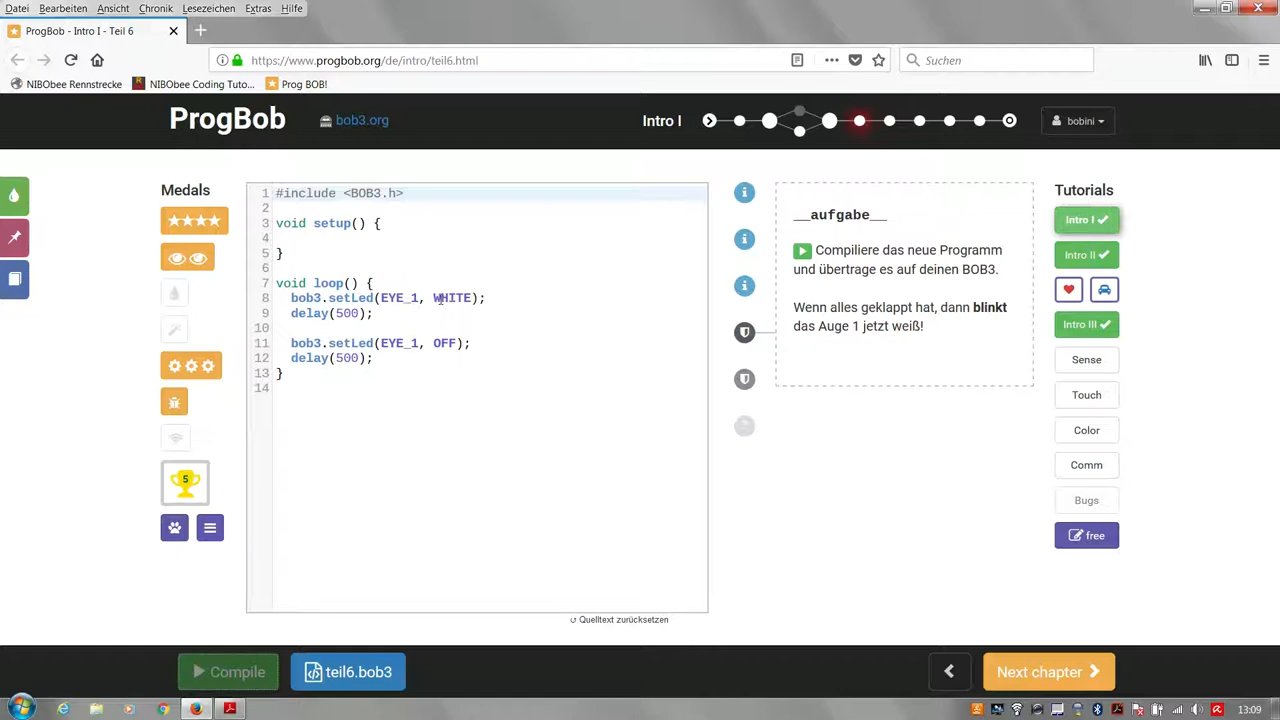 Datei Bearbeiten Ansicht Chronik Lesezeichen Extras Hilfe
ProgBob - Intro I - Teil 6
https://www.progbob.org/de/intro/teil6.html
Suchen
NIBObee Rennstrecke NIBObee Coding Tuto... Prog BOB!
ProgBob bob3.org Intro I bobini
Medals
5
1 #include <BOB3.h>
2
3 void setup() {
4
5 }
6
7 void loop() {
8 bob3.setLed(EYE_1, WHITE);
9 delay(500);
10
11 bob3.setLed(EYE_1, OFF);
12 delay(500);
13 }
14
Quelltext zurücksetzen
__aufgabe__
Compiliere das neue Programm
und übertrage es auf deinen BOB3.
Wenn alles geklappt hat, dann blinkt
das Auge 1 jetzt weiß!
Tutorials
Intro I
Intro II
Intro III
Sense
Touch
Color
Comm
Bugs
free
Compile teil6.bob3 Next chapter
13:09